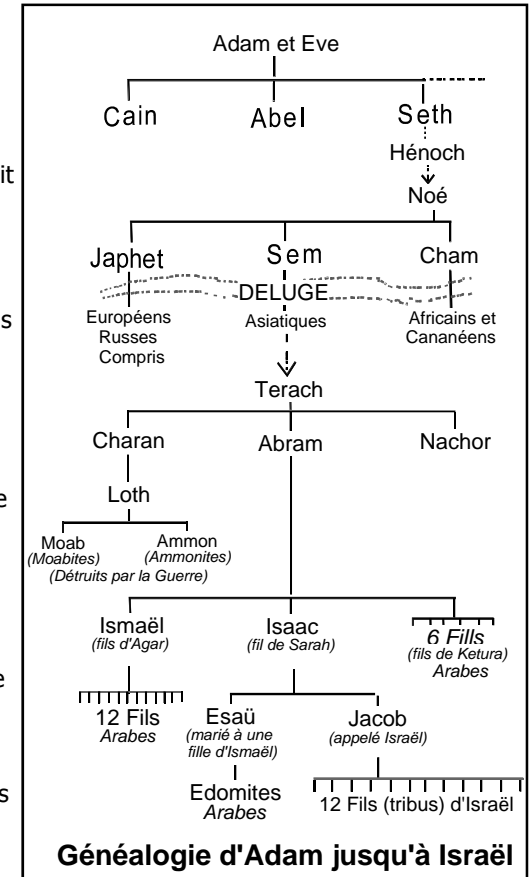 Adam et Eve
Cain Abel Seth
Hénoch
Noé
Japhet Sem Cham
DELUGE
Européens
Russes
Compris
Asiatiques
Africains et
Cananéens
Terach
Charan Abram Nachor
Loth
Moab
(Moabites)
Ammon
(Ammonites)
(Détruits par la Guerre)
Ismaël
(fils d'Agar)
Isaac
(fil de Sarah)
6 Fills
(fils de Ketura)
Arabes
12 Fils
Arabes
Esaü
(marié à une
fille d'Ismaël)
Jacob
(appelé Israël)
Edomites
Arabes
12 Fils (tribus) d'Israël
Généalogie d'Adam jusqu'à Israël
it
s
e
e
s